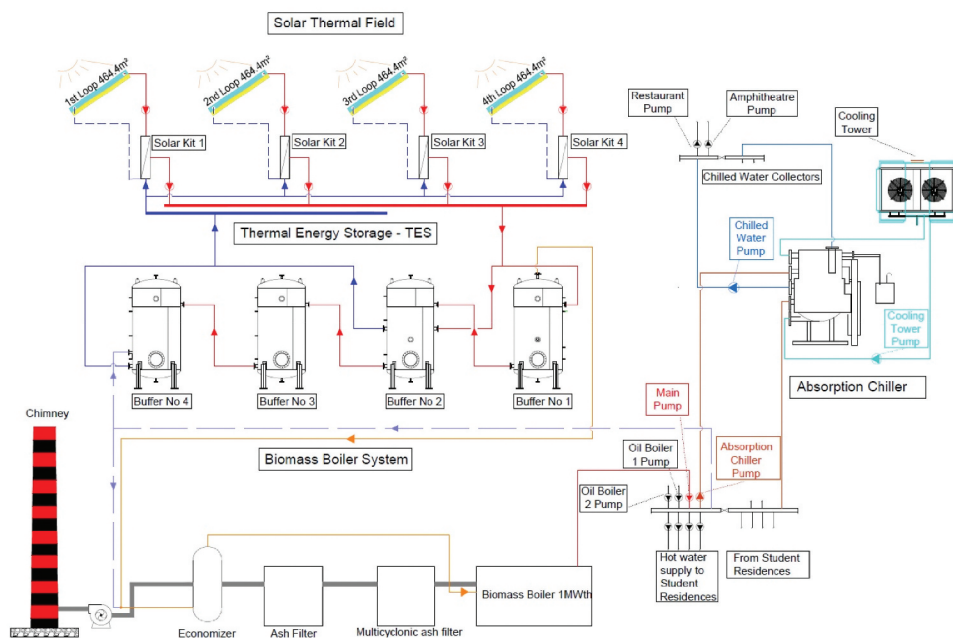 Solar Thermal Field
1st Loop 464.4m²
2nd Loop 464.4m²
3rd Loop 464.4m²
4th Loop 464.4m²
Solar Kit 1
Solar Kit 2
Solar Kit 3
Solar Kit 4
Restaurant
Pump
Amphitheatre
Pump
Cooling
Tower
Chilled Water Collectors
Thermal Energy Storage - TES
Chilled
Water
Pump
Cooling
Tower
Pump
Absorption Chiller
Buffer No 4
Buffer No 3
Buffer No 2
Buffer No 1
Chimney
Biomass Boiler System
Main
Pump
Oil Boiler
1 Pump
Absorption
Chiller Pump
Oil Boiler
2 Pump
Hot water
supply to
Student
Residences
From Student
Residences
Biomass Boiler 1MWth
Economizer
Ash Filter
Multicyclonic ash filter